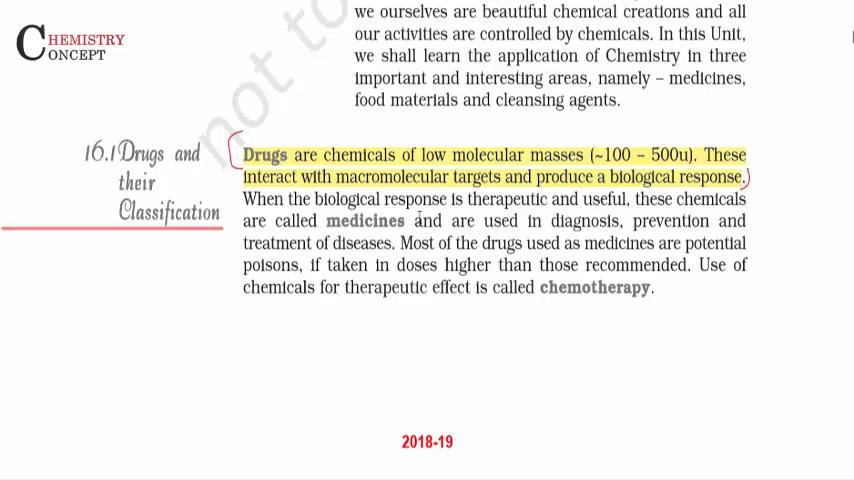 we ourselves are beautiful chemical creations and all
our activities are controlled by chemicals. In this Unit,
we shall learn the application of Chemistry in three
important and interesting areas, namely – medicines,
food materials and cleansing agents.
CHEMISTRY
CONCEPT
not to
16.1 Drugs and
their
Classification
Drugs are chemicals of low molecular masses (~100 – 500u). These
interact with macromolecular targets and produce a biological response.
When the biological response is therapeutic and useful, these chemicals
are called medicines and are used in diagnosis, prevention and
treatment of diseases. Most of the drugs used as medicines are potential
poisons, if taken in doses higher than those recommended. Use of
chemicals for therapeutic effect is called chemotherapy.
2018-19